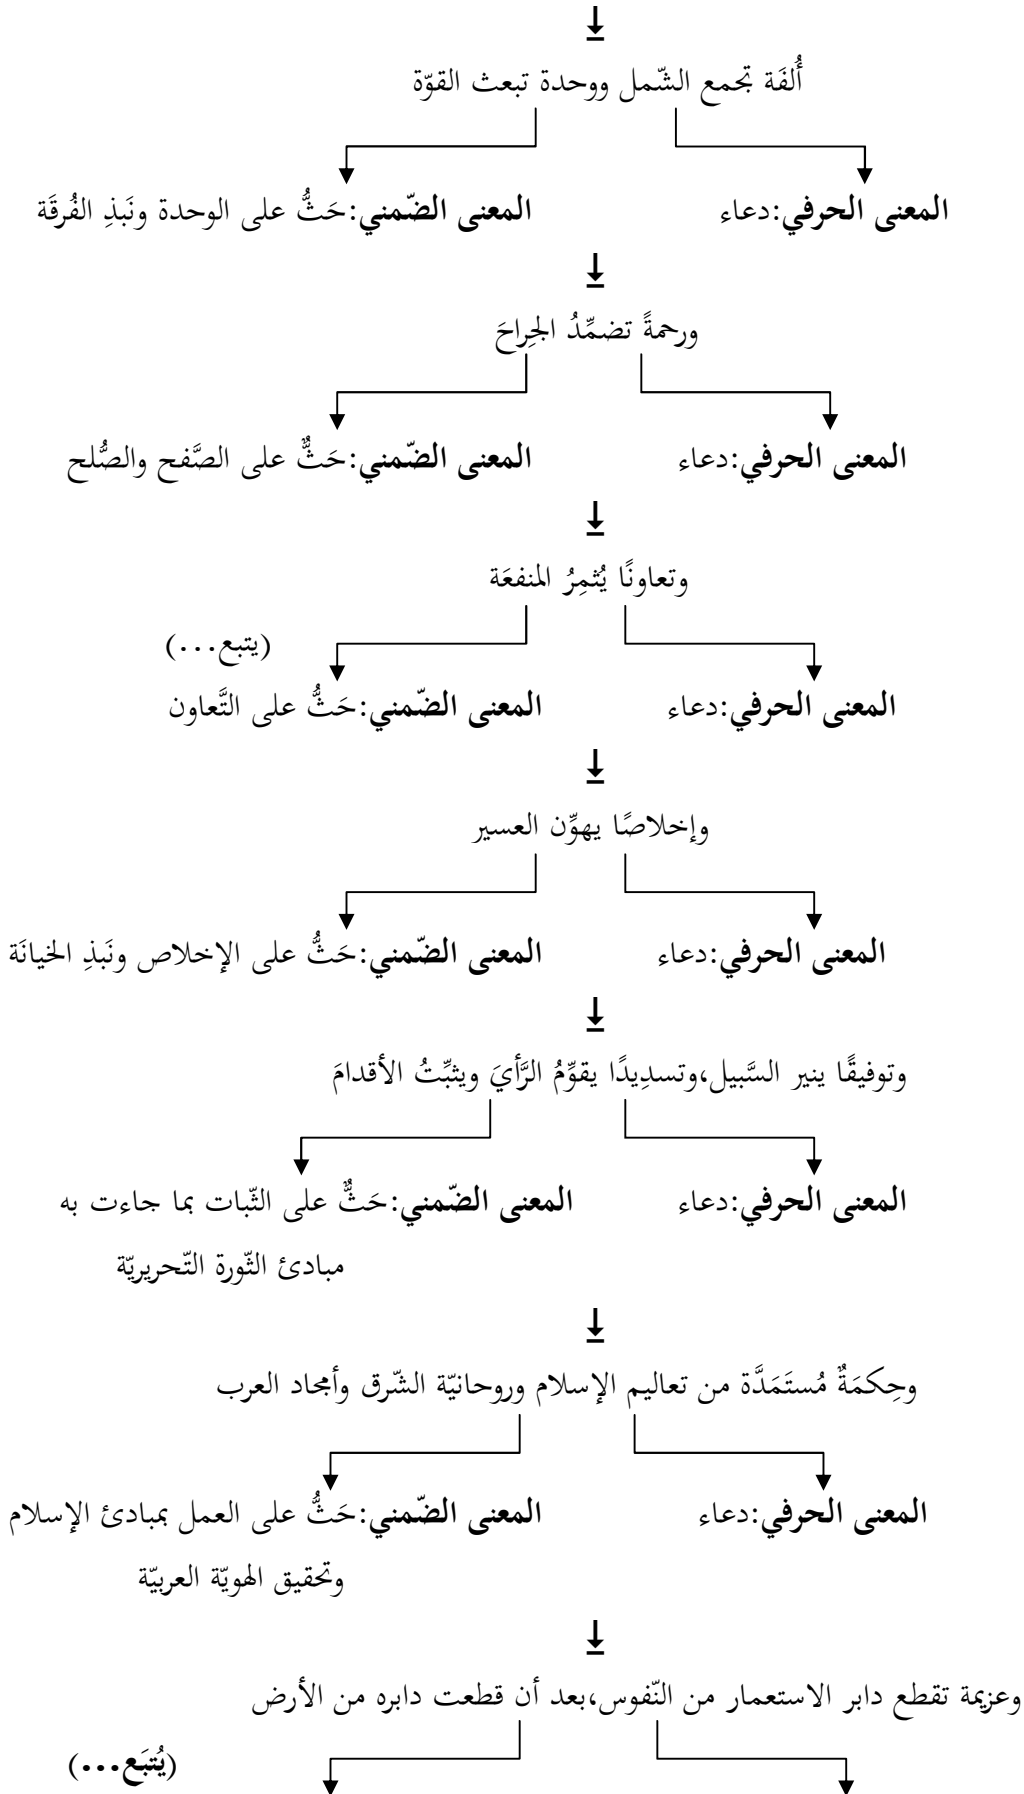 أُلفَة تجمع الشّمل ووحدة تبعث القوّة
المعنى الحرفي:دعاء المعنى الضّمني:حَثُّ على الوحدة ونَبذِ الفُرقَة
ورحمةً تضمِّدُ الجِراحَ
المعنى الحرفي:دعاء المعنى الضّمني:حَثٌّ على الصَّفح والصُّلح
وتعاونًا يُثمِرُ المنفعَة
(يتبع...)
المعنى الحرفي:دعاء المعنى الضّمني:حَثُّ على التَّعاون
وإخلاصًا يهوِّن العسير
المعنى الحرفي:دعاء المعنى الضّمني:حَثُّ على الإخلاص ونَبذِ الخيانَة
وتوفيقًا ينير السَّبيل،وتسدِيدًا يقوِّمُ الرَّأيَ ويثبِّتُ الأقدامَ
المعنى الحرفي:دعاء المعنى الضّمني:حَثٌّ على الثّبات بما جاءت به
مبادئ الثّورة التّحريريّة
وحِكمَةٌ مُستَمَدَّة من تعاليم الإسلام وروحانيّة الشّرق وأمجاد العرب
المعنى الحرفي:دعاء المعنى الضّمني:حَثُّ على العمل بمبادئ الإسلام
وتحقيق الهويّة العربيّة
وعزيمة تقطع دابر الاستعمار من النّفوس،بعد أن قطعت دابره من الأرض
(يُتبَع...)